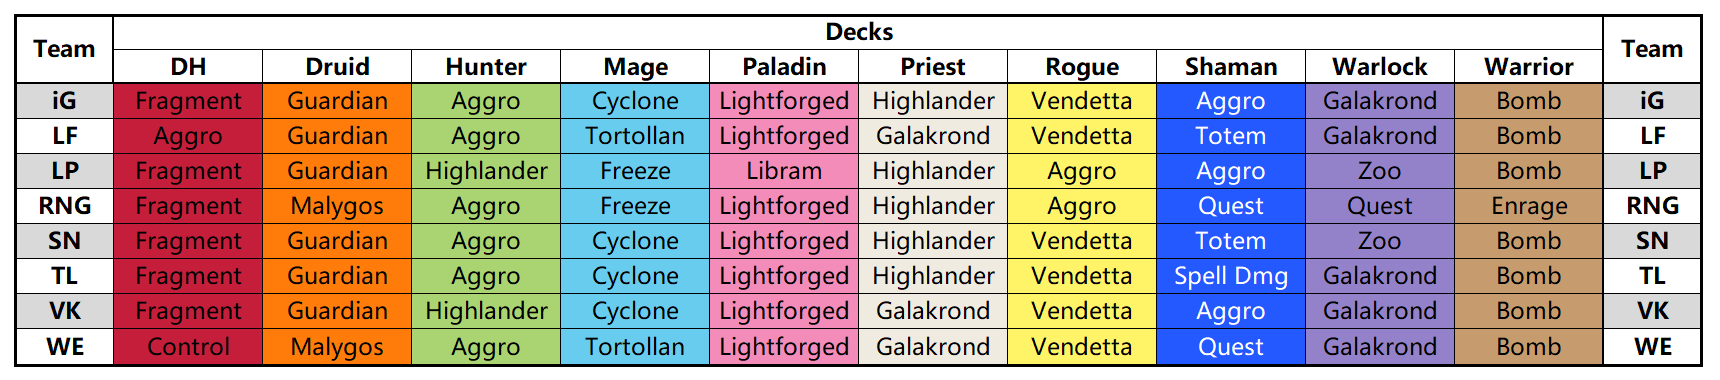 Team Decks Team
DH Druid Hunter Mage Paladin Priest Rogue Shaman Warlock Warrior
iG Fragment Guardian Aggro Cyclone Lightforged Highlander Vendetta Aggro Galakrond Bomb iG
LF Aggro Guardian Aggro Tortollan Lightforged Galakrond Vendetta Totem Galakrond Bomb LF
LP Fragment Guardian Highlander Freeze Libram Highlander Aggro Aggro Zoo Bomb LP
RNG Fragment Malygos Aggro Freeze Lightforged Highlander Aggro Quest Quest Enrage RNG
SN Fragment Guardian Aggro Cyclone Lightforged Highlander Vendetta Totem Zoo Bomb SN
TL Fragment Guardian Aggro Cyclone Lightforged Highlander Vendetta Spell Dmg Galakrond Bomb TL
VK Fragment Guardian Highlander Cyclone Lightforged Galakrond Vendetta Aggro Galakrond Bomb VK
WE Control Malygos Aggro Tortollan Lightforged Galakrond Vendetta Quest Galakrond Bomb WE